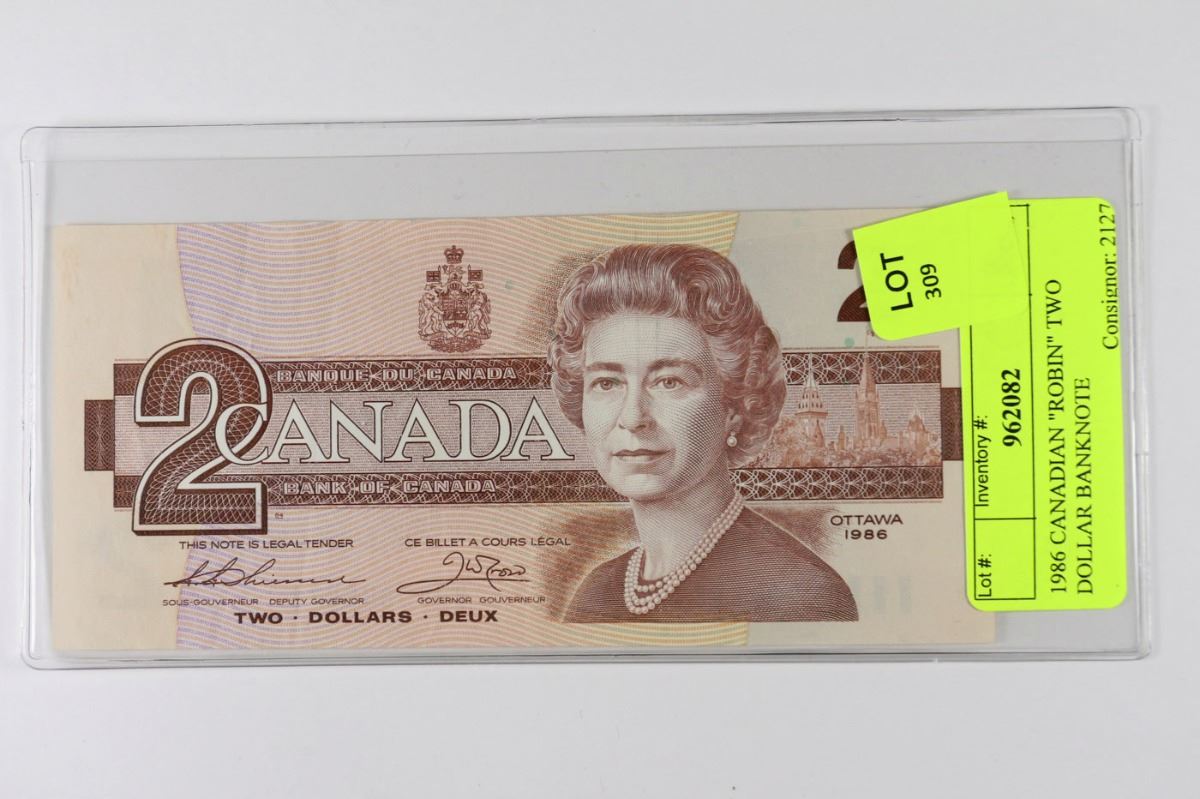 2
BANQUE DU CANADA
CANADA
BANK OF CANADA
THIS NOTE IS LEGAL TENDER
CE BILLET A COURS LÉGAL
SOUS-GOUVERNEUR DEPUTY GOVERNOR
GOVERNOR GOUVERNEUR
TWO · DOLLARS · DEUX
2
OTTAWA
1986
LOT
309
Lot #:
Inventory #:
962082
1986 CANADIAN "ROBIN" TWO
DOLLAR BANKNOTE
Consignor: 2127